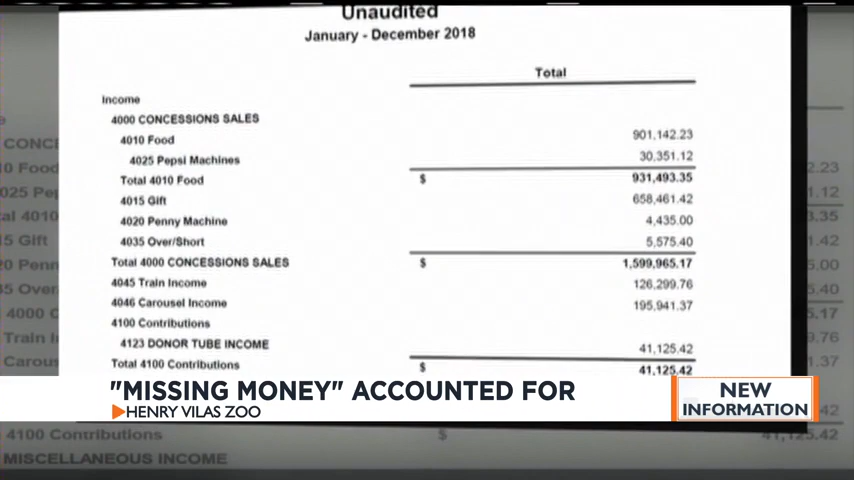 Unaudited
January - December 2018
Total
Income
4000 CONCESSIONS SALES
4010 Food 901,142.23
4025 Pepsi Machines 30,351.12
Total 4010 Food $ 931,493.35
4015 Gift 658,461.42
4020 Penny Machine 4,435.00
4035 Over/Short 5,575.40
Total 4000 CONCESSIONS SALES $ 1,599,965.17
4045 Train Income 126,299.76
4046 Carousel Income 195,941.37
4100 Contributions
4123 DONOR TUBE INCOME 41,125.42
Total 4100 Contributions $ 41,125.42
"MISSING MONEY" ACCOUNTED FOR
HENRY VILAS ZOO
NEW
INFORMATION
4100 Contributions $ 41,125.42
MISCELLANEOUS INCOME